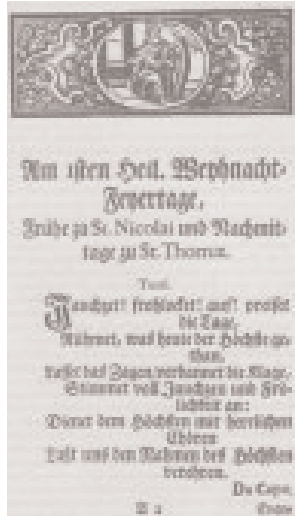 Am 1sten Heil. Weyhnacht-
Feyertage,
Frühe zu St. Nicolai und Nachmit-
tage zu St. Thomæ.
Tutti.
Jauchzet! frohlocket! auf! preiset
die Tage,
Rühmet, was heute der Höchste ge-
than,
Lasset das Zagen, verbannet die Klage,
Stimmet voll Jauchzen und Frö-
lichkeit an:
Dienet dem Höchsten mit herrlichen
Chören
Laßt uns den Nahmen des Höchsten
verehren.
Da Capo.
A 2